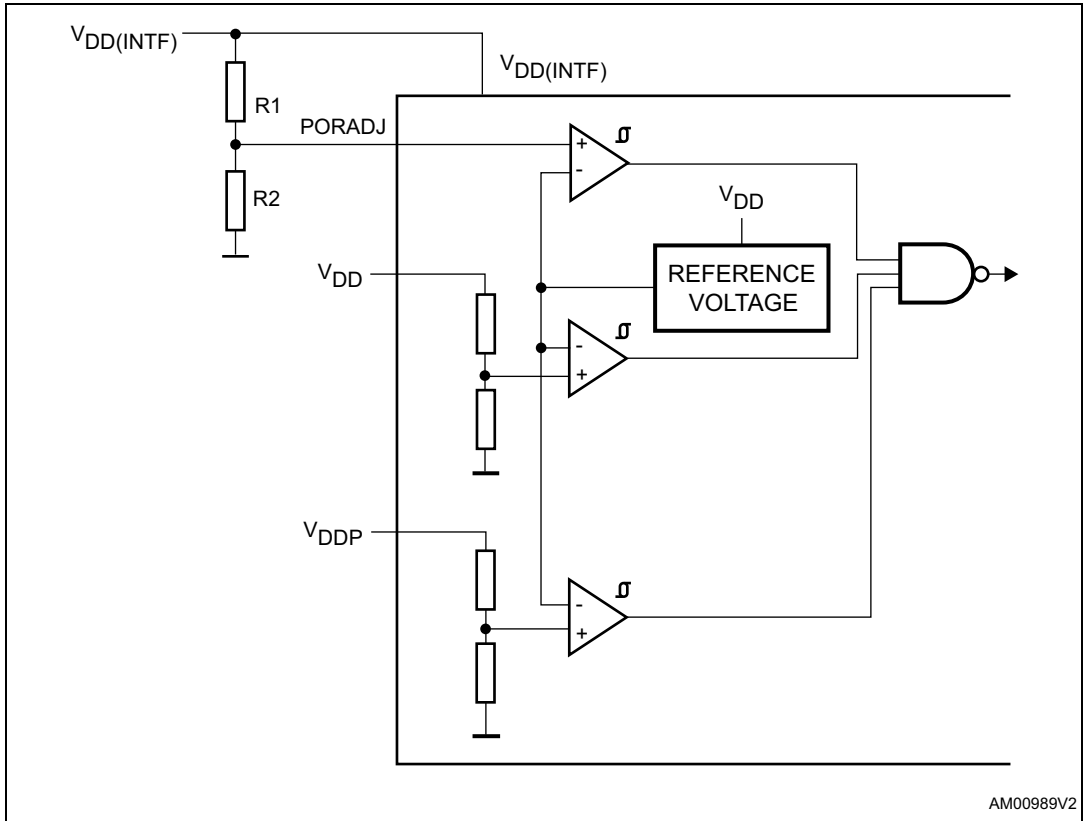 VDD(INTF)
VDD(INTF)
R1
PORADJ
+
-
R2
VDD
VDD
REFERENCE
VOLTAGE
-
+
VDDP
-
+
AM00989V2